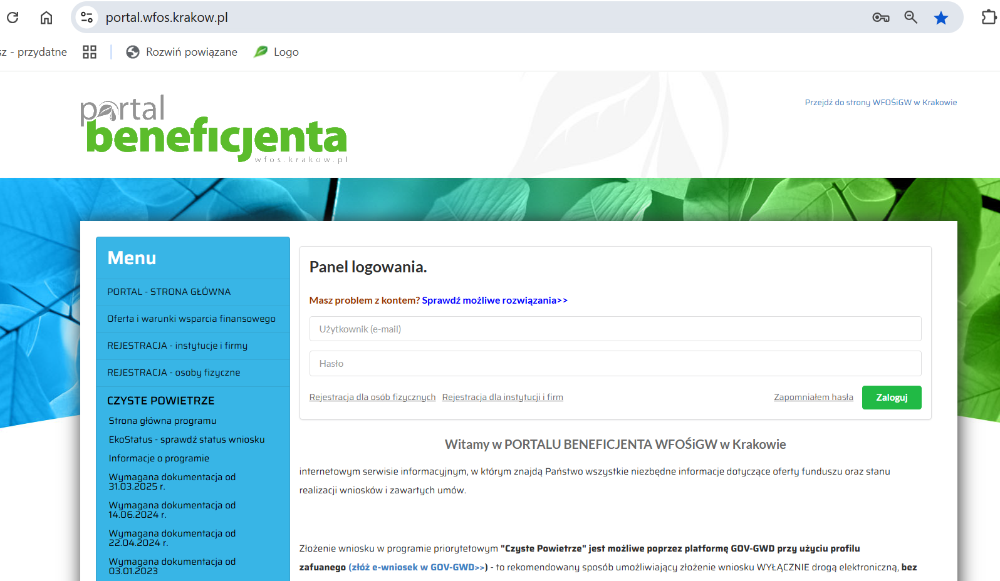 portal.wfos.krakow.pl
sz - przydatne
Rozwiń powiązane
Logo
portal
beneficjenta
wfos.krakow.pl
Przejdź do strony WFOŚiGW w Krakowie
Menu
PORTAL - STRONA GŁÓWNA
Oferta i warunki wsparcia finansowego
REJESTRACJA - instytucje i firmy
REJESTRACJA - osoby fizyczne
CZYSTE POWIETRZE
Strona główna programu
EkoStatus - sprawdź status wniosku
Informacje o programie
Wymagana dokumentacja od
31.03.2025 r.
Wymagana dokumentacja od
14.06.2024 r.
Wymagana dokumentacja od
22.04.2024 r.
Wymagana dokumentacja od
03.01.2023
Panel logowania.
Masz problem z kontem? Sprawdź możliwe rozwiązania>>
Użytkownik (e-mail)
Hasło
Rejestracja dla osób fizycznych Rejestracja dla instytucji i firm
Zapomniałem hasła
Zaloguj
Witamy w PORTALU BENEFICJENTA WFOŚiGW w Krakowie
internetowym serwisie informacyjnym, w którym znajdą Państwo wszystkie niezbędne informacje dotyczące oferty funduszu oraz stanu
realizacji wniosków i zawartych umów.
Złożenie wniosku w programie priorytetowym "Czyste Powietrze" jest możliwe poprzez platformę GOV-GWD przy użyciu profilu
zafuanego (złóż e-wniosek w GOV-GWD>>) - to rekomendowany sposób umożliwiający złożenie wniosku WYŁĄCZNIE drogą elektroniczną, bez